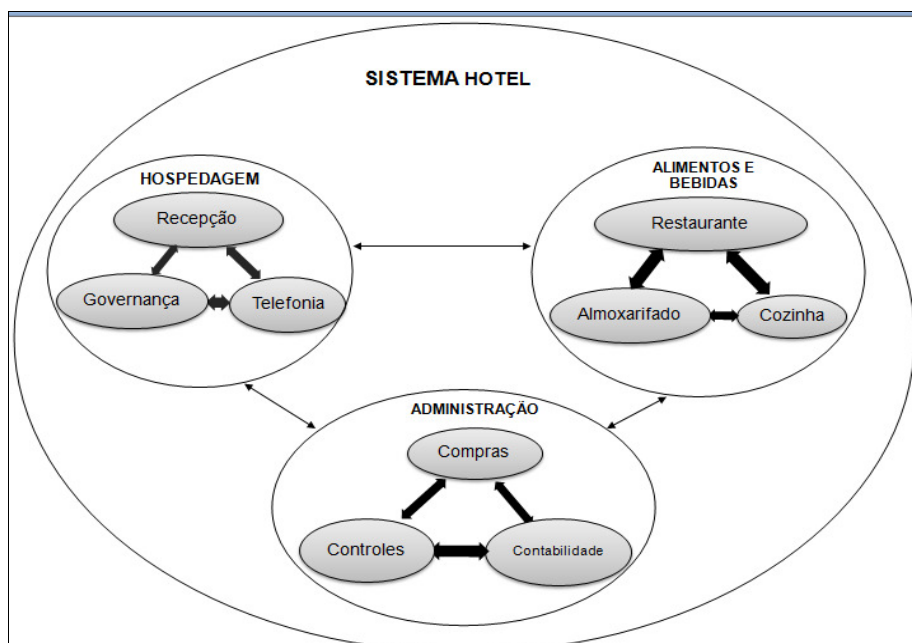 SISTEMA HOTEL
HOSPEDAGEM
Recepção
Governança
Telefonia
ALIMENTOS E
BEBIDAS
Restaurante
Almoxarifado
Cozinha
ADMINISTRAÇÃO
Compras
Controles
Contabilidade